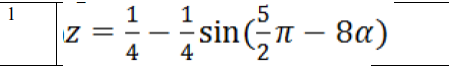 1 z = 1/4 − 1/4 sin(5/2 π − 8α)